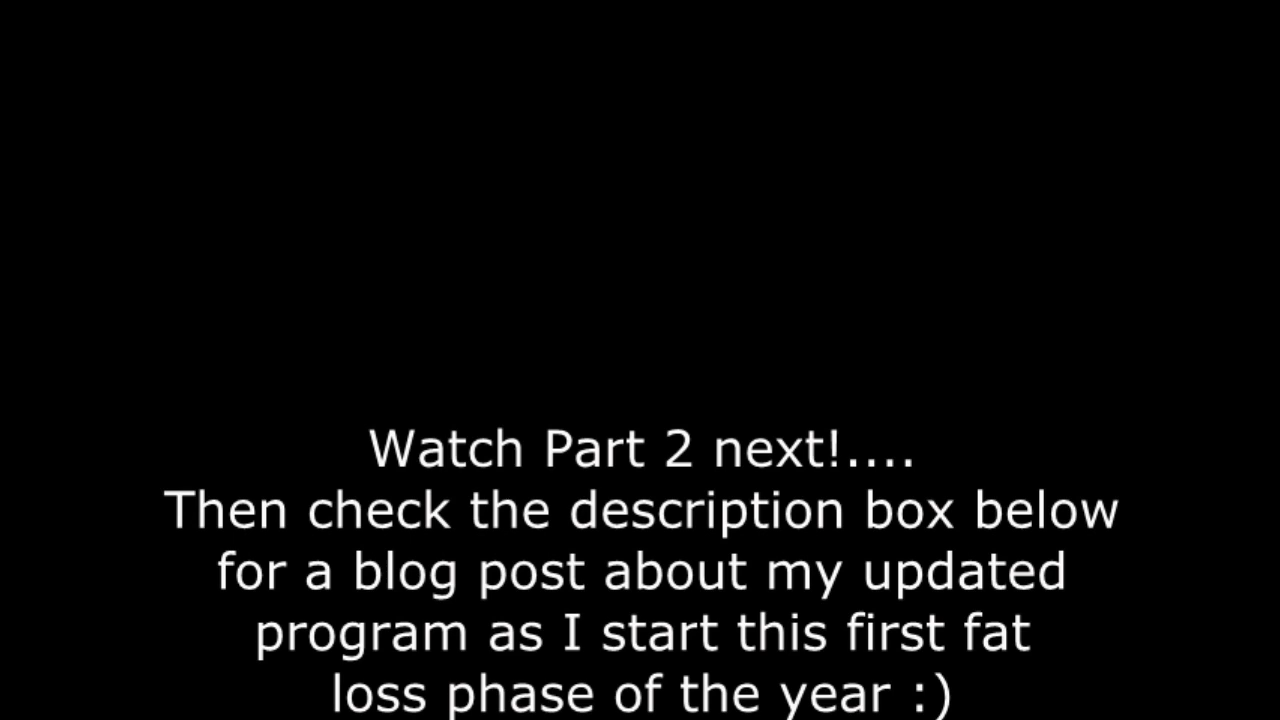 Watch Part 2 next!....
Then check the description box below
for a blog post about my updated
program as I start this first fat
loss phase of the year :)